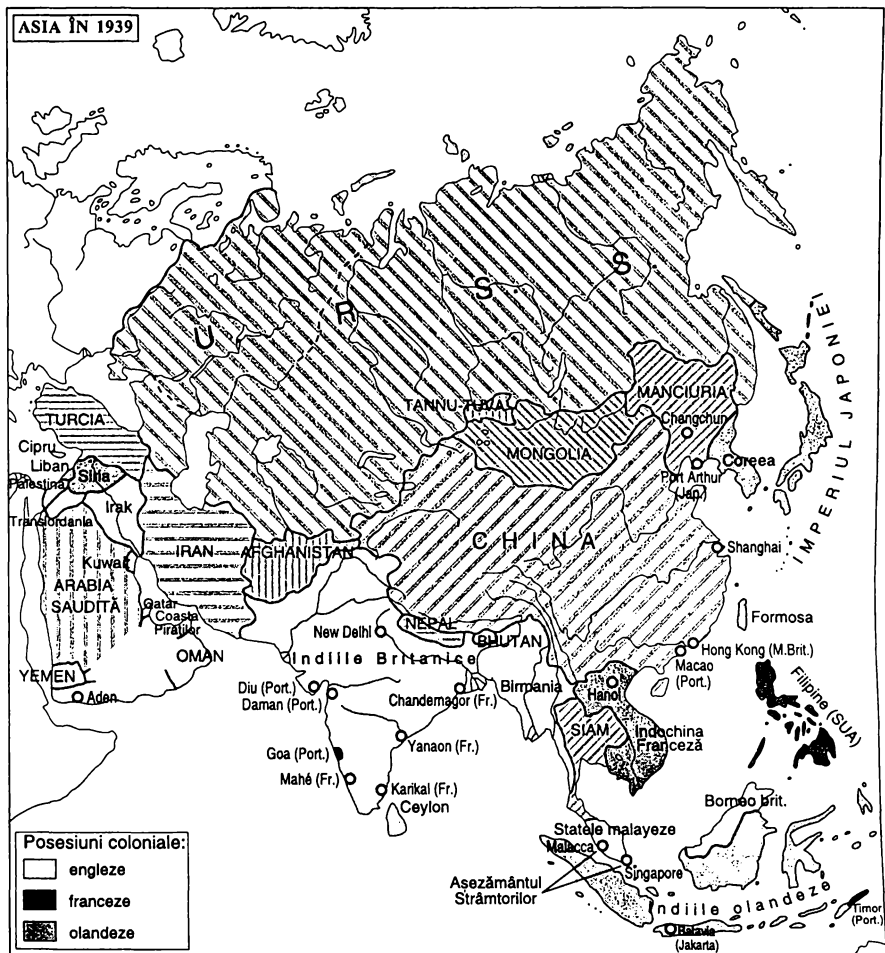 ASIA ÎN 1939
U R S S
TANNU-TUVA
MANCIURIA
Changchun
MONGOLIA
Port Arthur
(Jap.)
Coreea
IMPERIUL JAPONIEI
TURCIA
Cipru
Liban
Siria
Palestina
Transiordania
Irak
IRAN
AFGHANISTAN
CHINA
Shanghai
Kuwait
ARABIA
SAUDITĂ
Qatar
Coasta
Piraților
OMAN
YEMEN
Aden
NEPAL
BHUTAN
New Delhi
Indiile Britanice
Formosa
Hong Kong (M.Brit.)
Macao
(Port.)
Birmania
Hanoi
Diu (Port.)
Daman (Port.)
Chandernagor (Fr.)
SIAM
Indochina
Franceză
Filipine (SUA)
Goa (Port.)
Yanaon (Fr.)
Mahé (Fr.)
Karikal (Fr.)
Ceylon
Borneo brit.
Statele malayeze
Malacca
Singapore
Așezământul
Strâmtorilor
Indiile olandeze
Timor
(Port.)
Batavia
(Jakarta)
Posesiuni coloniale:
engleze
franceze
olandeze